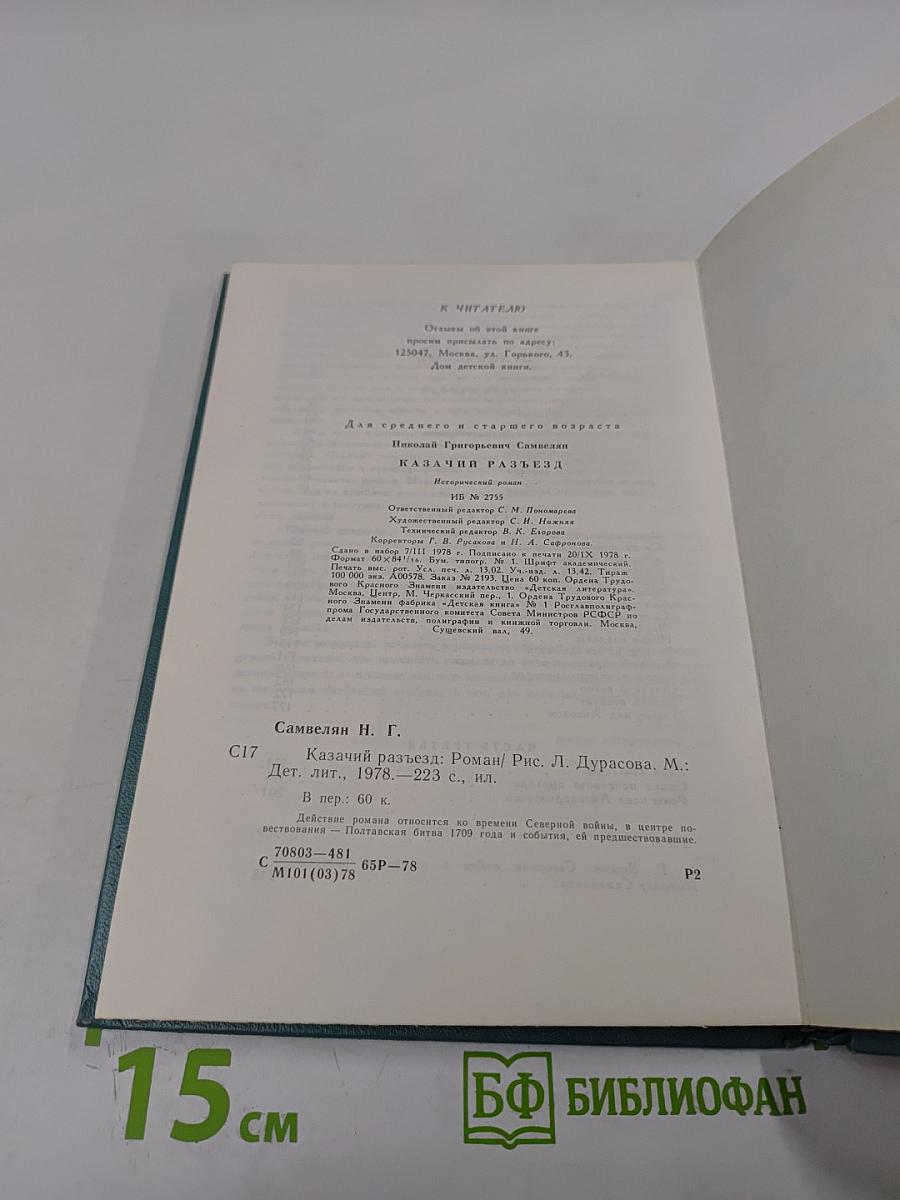 К ЧИТАТЕЛЮ
Отзывы об этой книге
просим присылать по адресу:
125047, Москва, ул. Горького, 43.
Дом детской книги.
Для среднего и старшего возраста
Николай Григорьевич Самвелян
КАЗАЧИЙ РАЗЪЕЗД
Исторический роман
ИБ № 2755
Ответственный редактор С. М. Пономарева
Художественный редактор С. И. Нижняя
Технический редактор В. К. Егорова
Корректоры Г. В. Русакова и Н. А. Сафронова.
Сдано в набор 7/III 1978 г. Подписано к печати 20/IX 1978 г.
Формат 60×84 1/16. Бум. типогр. № 1. Шрифт академический.
Печать выс. рот. Усл. печ. л. 13,02. Уч.-изд. л. 13,42. Тираж
100 000 экз. А00578. Заказ № 2193. Цена 60 коп. Ордена Трудо-
вого Красного Знамени издательство «Детская литература».
Москва, Центр, М. Черкасский пер., 1. Ордена Трудового Крас-
ного Знамени фабрика «Детская книга» № 1 Росглавполиграф-
прома Государственного комитета Совета Министров РСФСР по
делам издательств, полиграфии и книжной торговли. Москва,
Сущевский вал, 49.
Самвелян Н. Г.
С17 Казачий разъезд: Роман/ Рис. Л. Дурасова. М.:
Дет. лит., 1978.—223 с., ил.
В пер.: 60 к.
Действие романа относится ко времени Северной войны, в центре по-
вествования — Полтавская битва 1709 года и события, ей предшествовавшие.
С 70803—481
М101(03)78 65Р—78 Р2
15 см
БФ БИБЛИОФАН